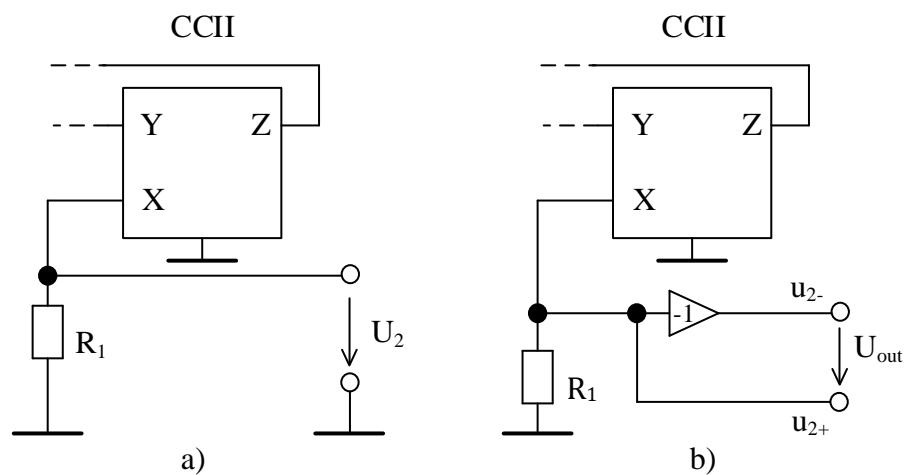 CCII
Y Z
X
R₁
U₂
a)
CCII
Y Z
X
-1
u₂₋
Uout
R₁
u₂₊
b)